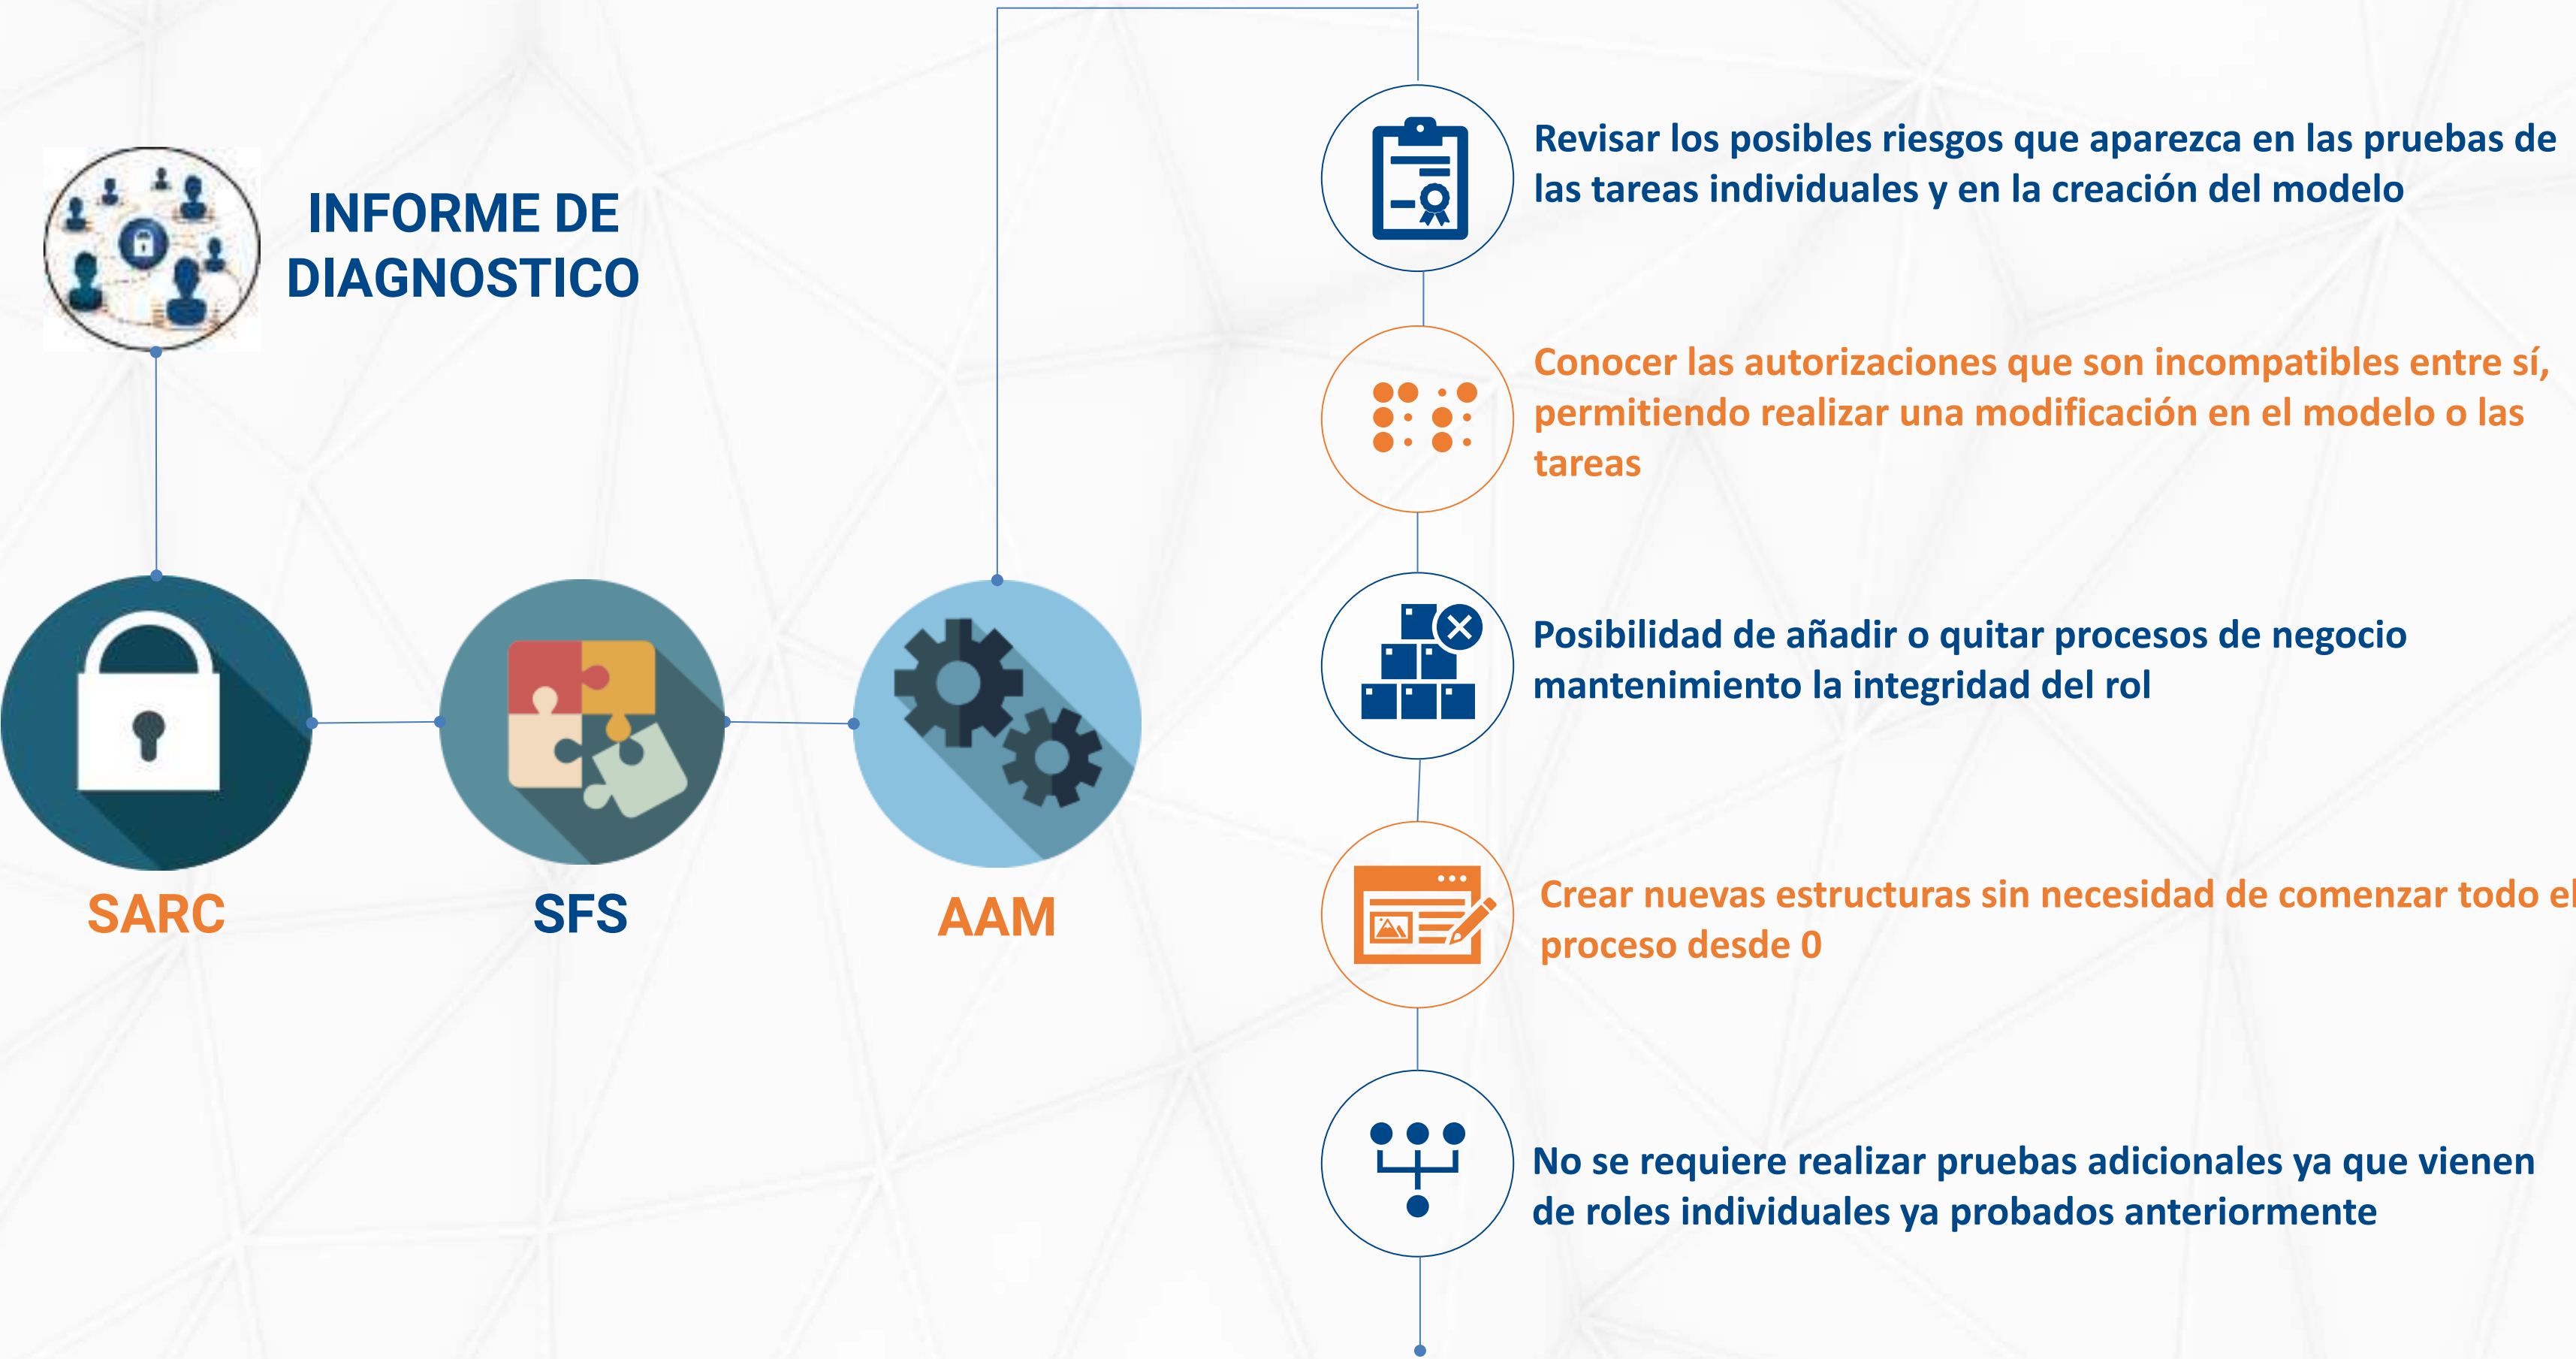 INFORME DE
DIAGNOSTICO
SARC
SFS
AAM
Revisar los posibles riesgos que aparezca en las pruebas de
las tareas individuales y en la creación del modelo
Conocer las autorizaciones que son incompatibles entre sí,
permitiendo realizar una modificación en el modelo o las
tareas
Posibilidad de añadir o quitar procesos de negocio
mantenimiento la integridad del rol
Crear nuevas estructuras sin necesidad de comenzar todo el
proceso desde 0
No se requiere realizar pruebas adicionales ya que vienen
de roles individuales ya probados anteriormente